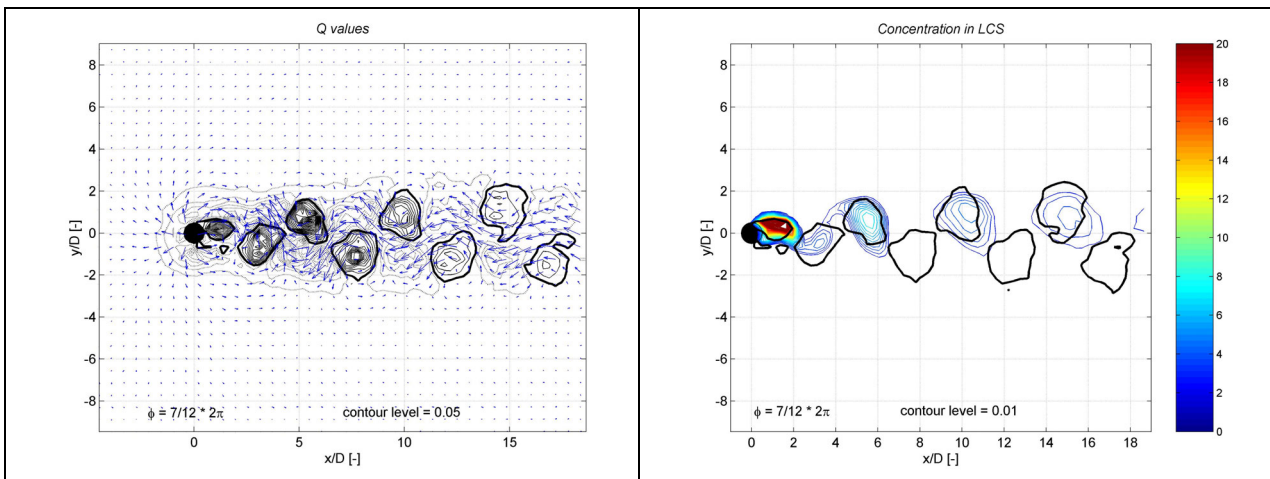 Q values
8
6
4
2
0
-2
-4
-6
-8
y/D [-]
ϕ = 7/12 * 2π
contour level = 0.05
0 5 10 15
x/D [-]
Concentration in LCS
8
6
4
2
0
-2
-4
-6
-8
y/D [-]
ϕ = 7/12 * 2π
contour level = 0.01
0 2 4 6 8 10 12 14 16 18
x/D [-]
20
18
16
14
12
10
8
6
4
2
0